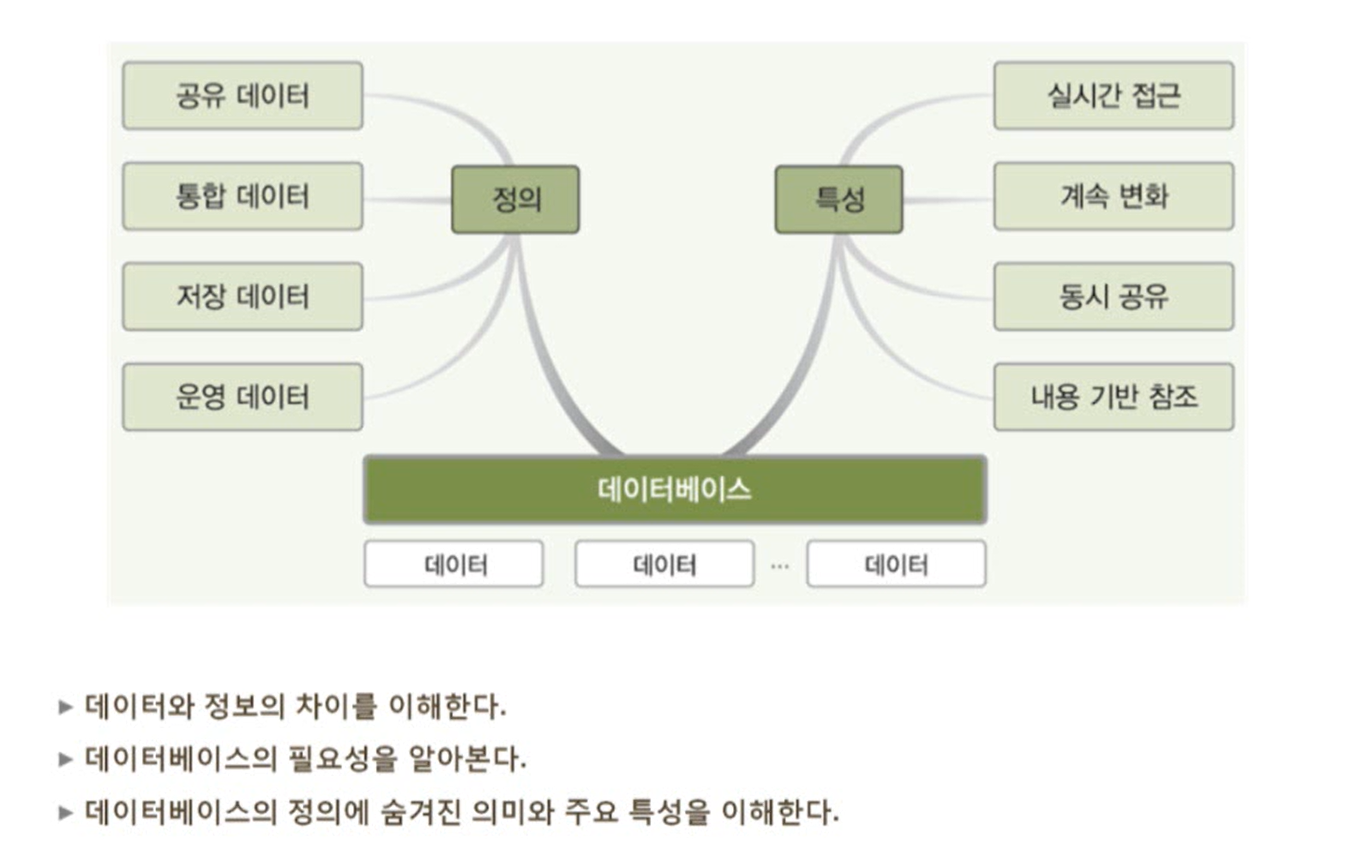 공유 데이터
통합 데이터
저장 데이터
운영 데이터
정의
특성
실시간 접근
계속 변화
동시 공유
내용 기반 참조
데이터베이스
데이터 데이터 ... 데이터
▶ 데이터와 정보의 차이를 이해한다.
▶ 데이터베이스의 필요성을 알아본다.
▶ 데이터베이스의 정의에 숨겨진 의미와 주요 특성을 이해한다.